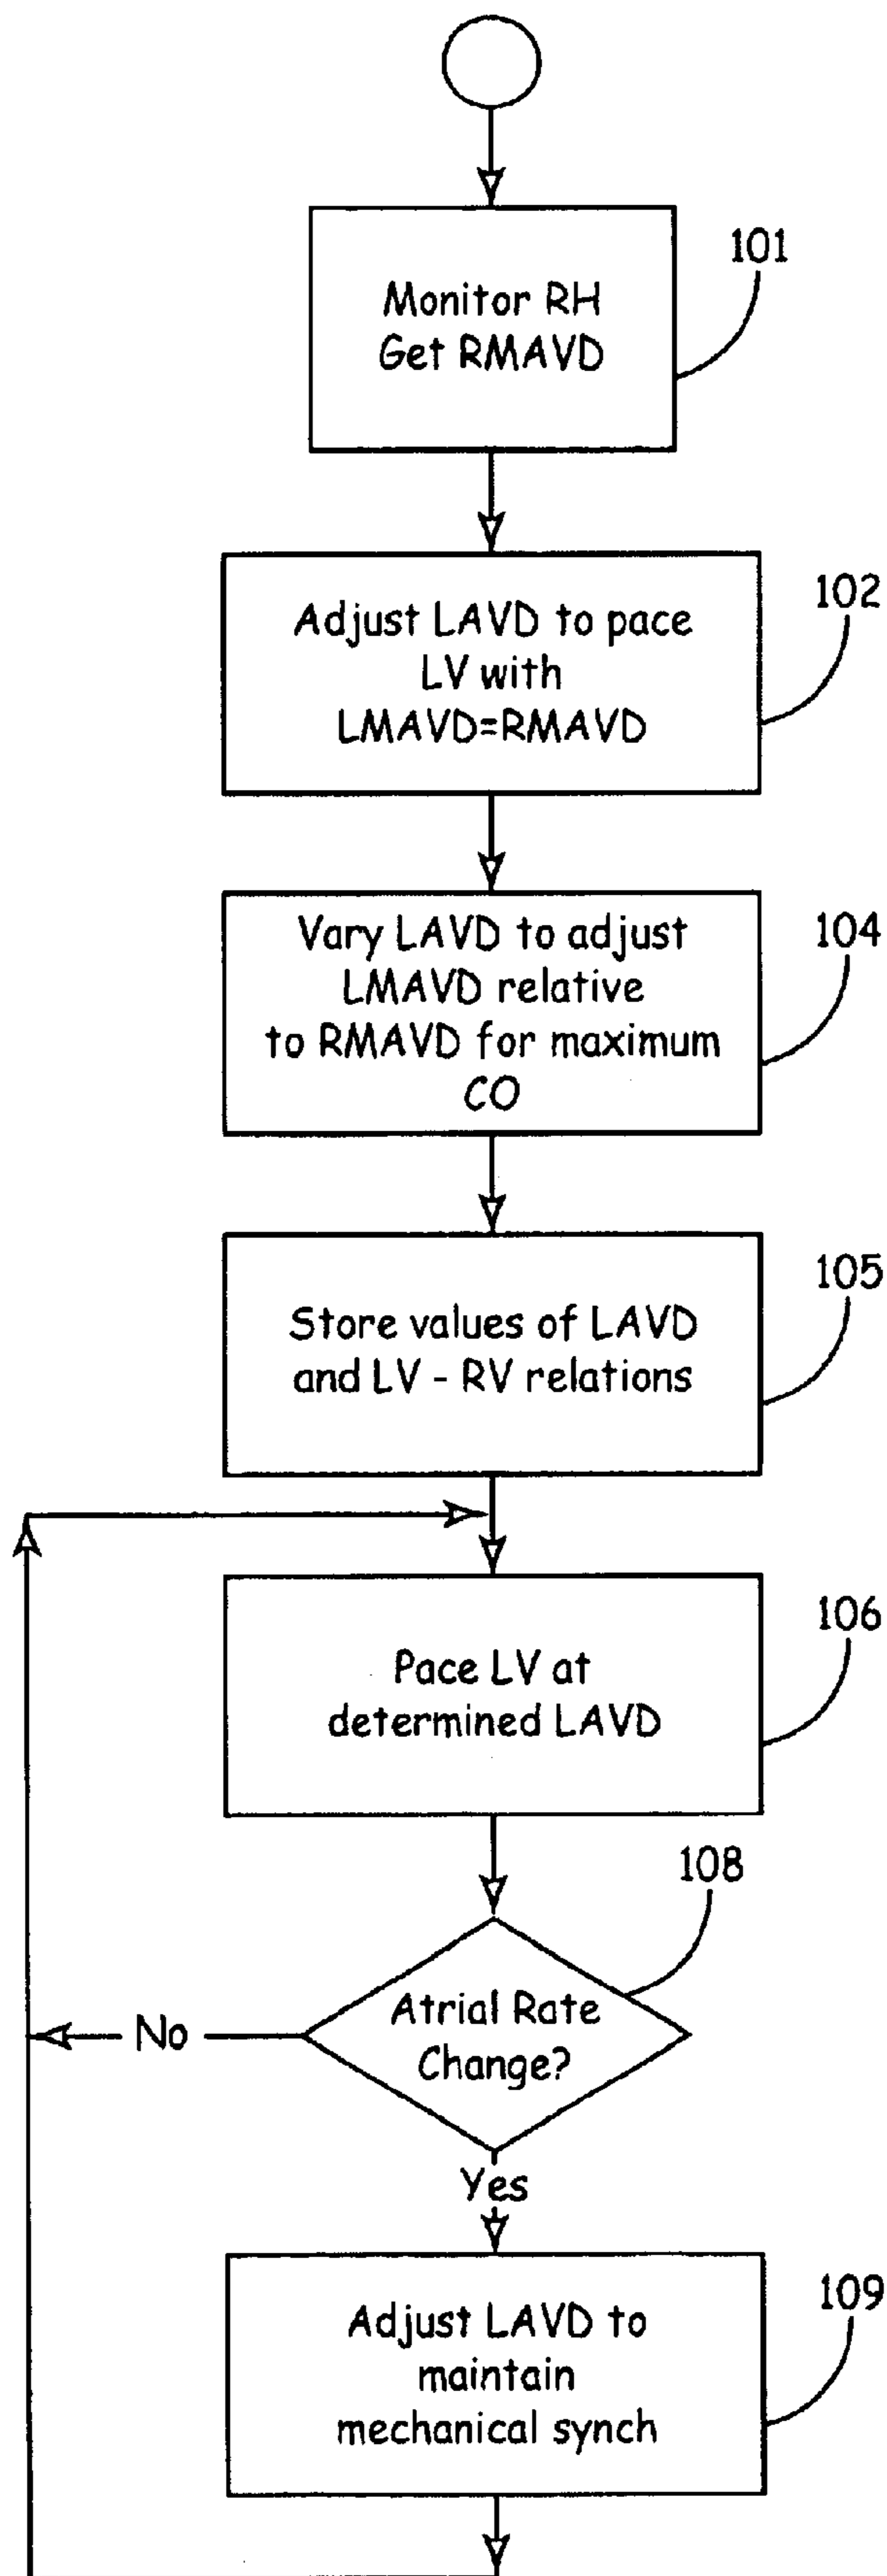 Monitor RH
Get RMAVD
101
Adjust LAVD to pace
LV with
LMAVD=RMAVD
102
Vary LAVD to adjust
LMAVD relative
to RMAVD for maximum
CO
104
Store values of LAVD
and LV - RV relations
105
Pace LV at
determined LAVD
106
108
Atrial Rate
Change?
No
Yes
Adjust LAVD to
maintain
mechanical synch
109